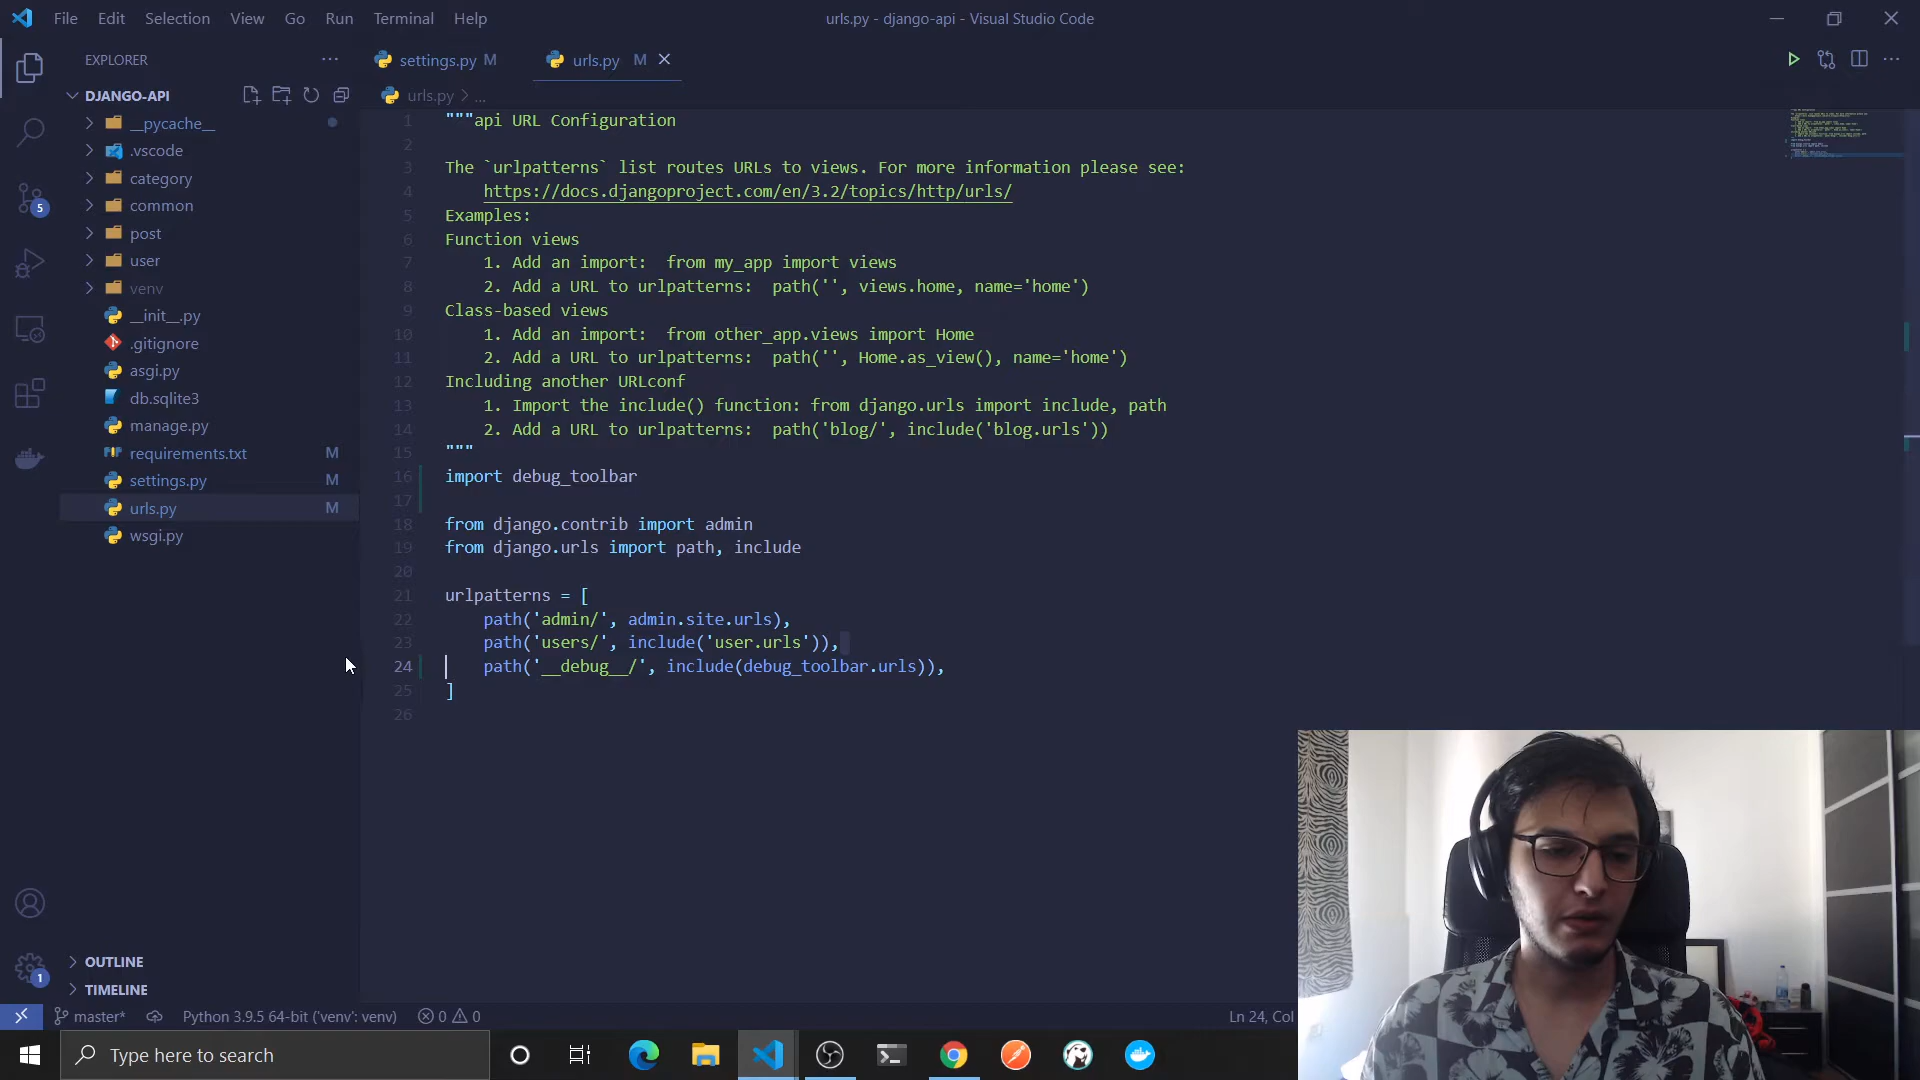 File Edit Selection View Go Run Terminal Help
urls.py - django-api - Visual Studio Code
EXPLORER
DJANGO-API
__pycache__
.vscode
category
common
post
user
venv
__init__.py
.gitignore
asgi.py
db.sqlite3
manage.py
requirements.txt M
settings.py M
urls.py M
wsgi.py
OUTLINE
TIMELINE
5
1
settings.py M
urls.py M
urls.py > ...
1 """api URL Configuration
2
3 The `urlpatterns` list routes URLs to views. For more information please see:
4 https://docs.djangoproject.com/en/3.2/topics/http/urls/
5 Examples:
6 Function views
7 1. Add an import:  from my_app import views
8 2. Add a URL to urlpatterns:  path('', views.home, name='home')
9 Class-based views
10 1. Add an import:  from other_app.views import Home
11 2. Add a URL to urlpatterns:  path('', Home.as_view(), name='home')
12 Including another URLconf
13 1. Import the include() function: from django.urls import include, path
14 2. Add a URL to urlpatterns:  path('blog/', include('blog.urls'))
15 """
16 import debug_toolbar
17
18 from django.contrib import admin
19 from django.urls import path, include
20
21 urlpatterns = [
22 path('admin/', admin.site.urls),
23 path('users/', include('user.urls')),
24 path('__debug__/', include(debug_toolbar.urls)),
25 ]
26
master* Python 3.9.5 64-bit ('venv': venv) 0 0 Ln 24, Col
Type here to search